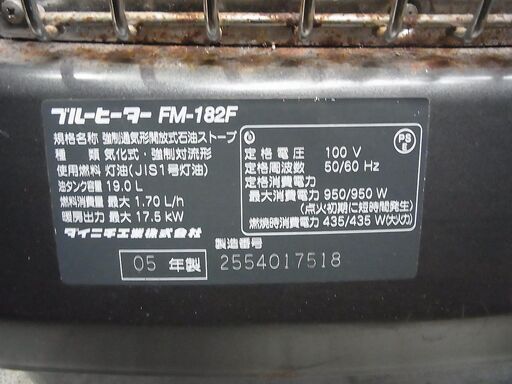 ブルーヒーター FM-182F
規格名称 強制通気形開放式石油ストーブ
種 類 気化式・強制対流形
使用燃料 灯油(JIS1号灯油)
油タンク容量 19.0L
燃料消費量 最大 1.70 L/h
暖房出力 最大 17.5 kW
ダイニチ工業株式会社
PS
E
定格電圧 100 V
定格周波数 50/60 Hz
定格消費電力
最大消費電力 950/950 W
(点火初期に短時間発生)
燃焼時消費電力 435/435 W(大火力)
製造番号
05 年製 2554017518